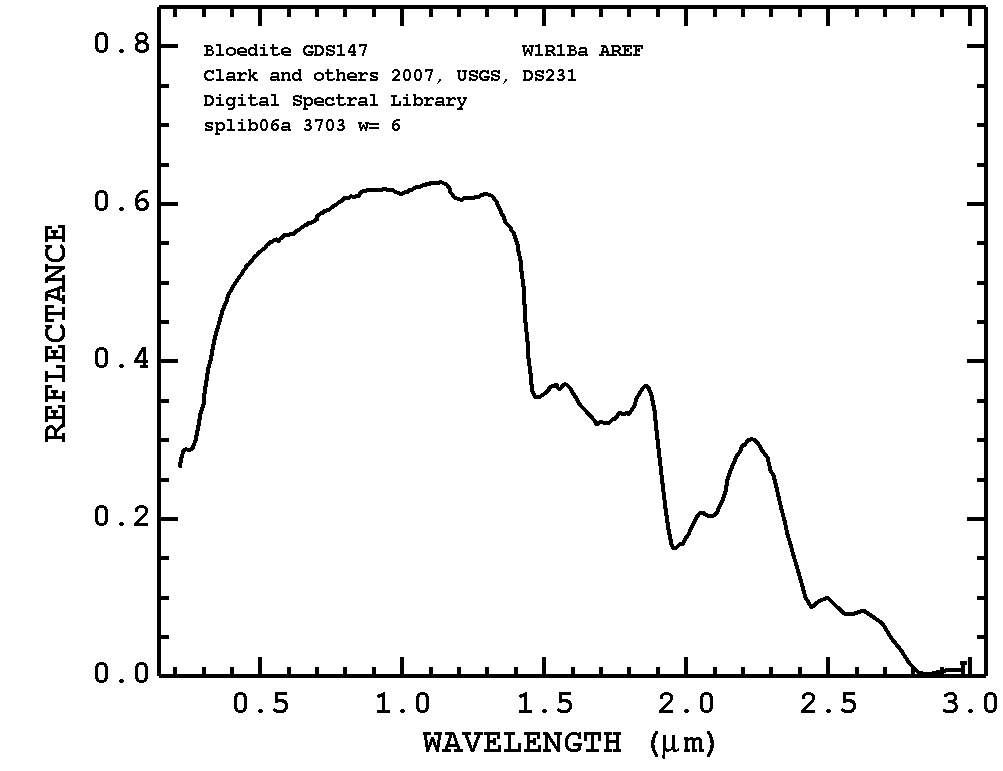 Bloedite GDS147 W1R1Ba AREF
Clark and others 2007, USGS, DS231
Digital Spectral Library
splib06a 3703 w= 6
0.8
0.6
0.4
0.2
0.0
REFLECTANCE
0.5 1.0 1.5 2.0 2.5 3.0
WAVELENGTH (μm)